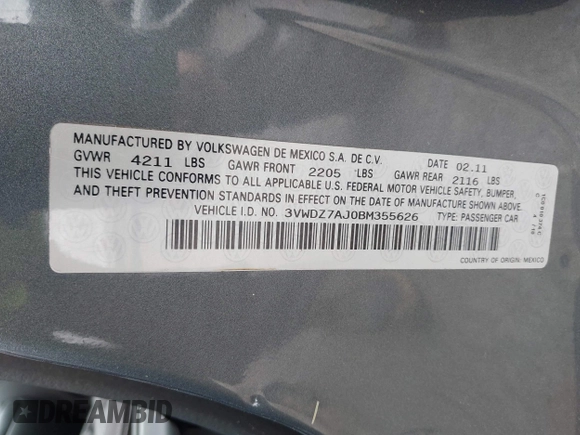 MANUFACTURED BY VOLKSWAGEN DE MEXICO S.A. DE C.V. DATE 02.11
GVWR 4211 LBS GAWR FRONT 2205 LBS GAWR REAR 2116 LBS
THIS VEHICLE CONFORMS TO ALL APPLICABLE U.S. FEDERAL MOTOR VEHICLE SAFETY, BUMPER,
AND THEFT PREVENTION STANDARDS IN EFFECT ON THE DATE OF MANUFACTURE SHOWN ABOVE.
VEHICLE I.D. NO. 3VWDZ7AJ0BM355626 TYPE: PASSENGER CAR
COUNTRY OF ORIGIN: MEXICO
DREAMBID